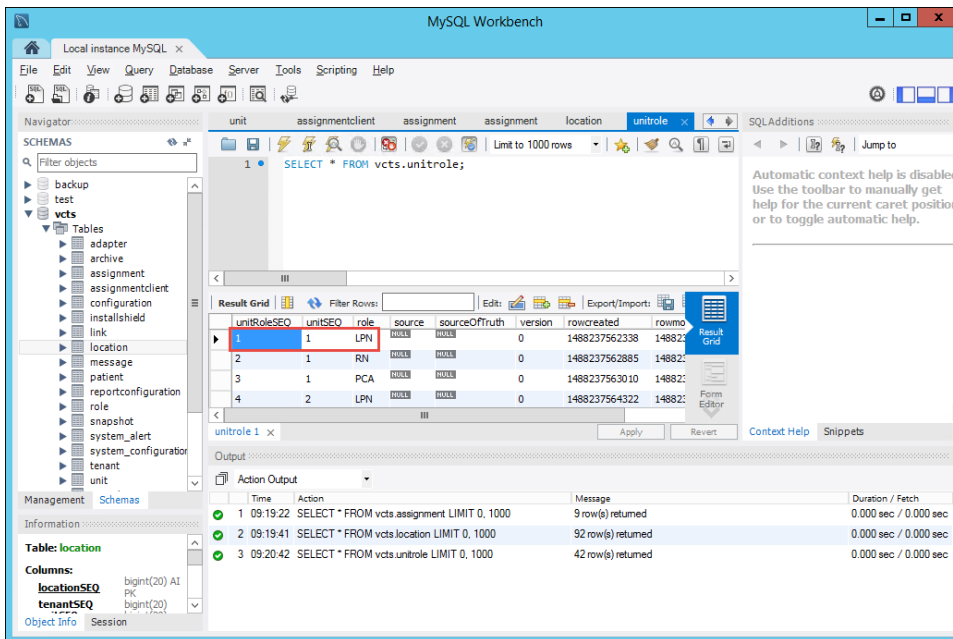 MySQL Workbench
Local instance MySQL
File Edit View Query Database Server Tools Scripting Help
Navigator
SCHEMAS
Filter objects
backup
test
vcts
Tables
adapter
archive
assignment
assignmentclient
configuration
installshield
link
location
message
patient
reportconfiguration
role
snapshot
system_alert
system_configuration
tenant
unit
Management Schemas
Information
Table: location
Columns:
locationSEQ bigint(20) AI
PK
tenantSEQ bigint(20)
Object Info Session
unit assignmentclient assignment assignment location unitrole
Limit to 1000 rows
1 SELECT * FROM vcts.unitrole;
Result Grid Filter Rows: Edit: Export/Import:
unitRoleSEQ unitSEQ role source sourceOfTruth version rowcreated rowmo
1 1 LPN NULL NULL 0 1488237562338 14882
2 1 RN NULL NULL 0 1488237562885 14882
3 1 PCA NULL NULL 0 1488237563010 14882
4 2 LPN NULL NULL 0 1488237564322 14882
Result
Grid
Form
Editor
unitrole 1 Apply Revert
Output
Action Output
Time Action Message Duration / Fetch
1 09:19:22 SELECT * FROM vcts.assignment LIMIT 0, 1000 9 row(s) returned 0.000 sec / 0.000 sec
2 09:19:41 SELECT * FROM vcts.location LIMIT 0, 1000 92 row(s) returned 0.000 sec / 0.000 sec
3 09:20:42 SELECT * FROM vcts.unitrole LIMIT 0, 1000 42 row(s) returned 0.000 sec / 0.000 sec
SQLAdditions
Jump to
Automatic context help is disabled
Use the toolbar to manually get
help for the current caret position
or to toggle automatic help.
Context Help Snippets